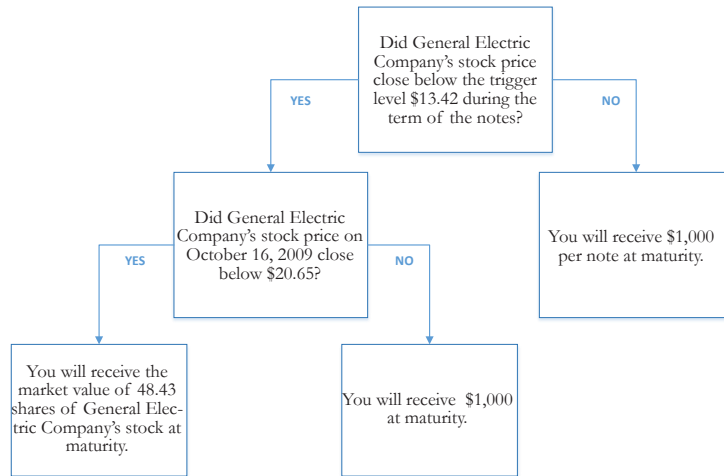 Did General Electric
Company's stock price
close below the trigger
level $13.42 during the
term of the notes?
YES
NO
Did General Electric
Company's stock price on
October 16, 2009 close
below $20.65?
You will receive $1,000
per note at maturity.
YES
NO
You will receive the
market value of 48.43
shares of General Elec-
tric Company's stock at
maturity.
You will receive $1,000
at maturity.